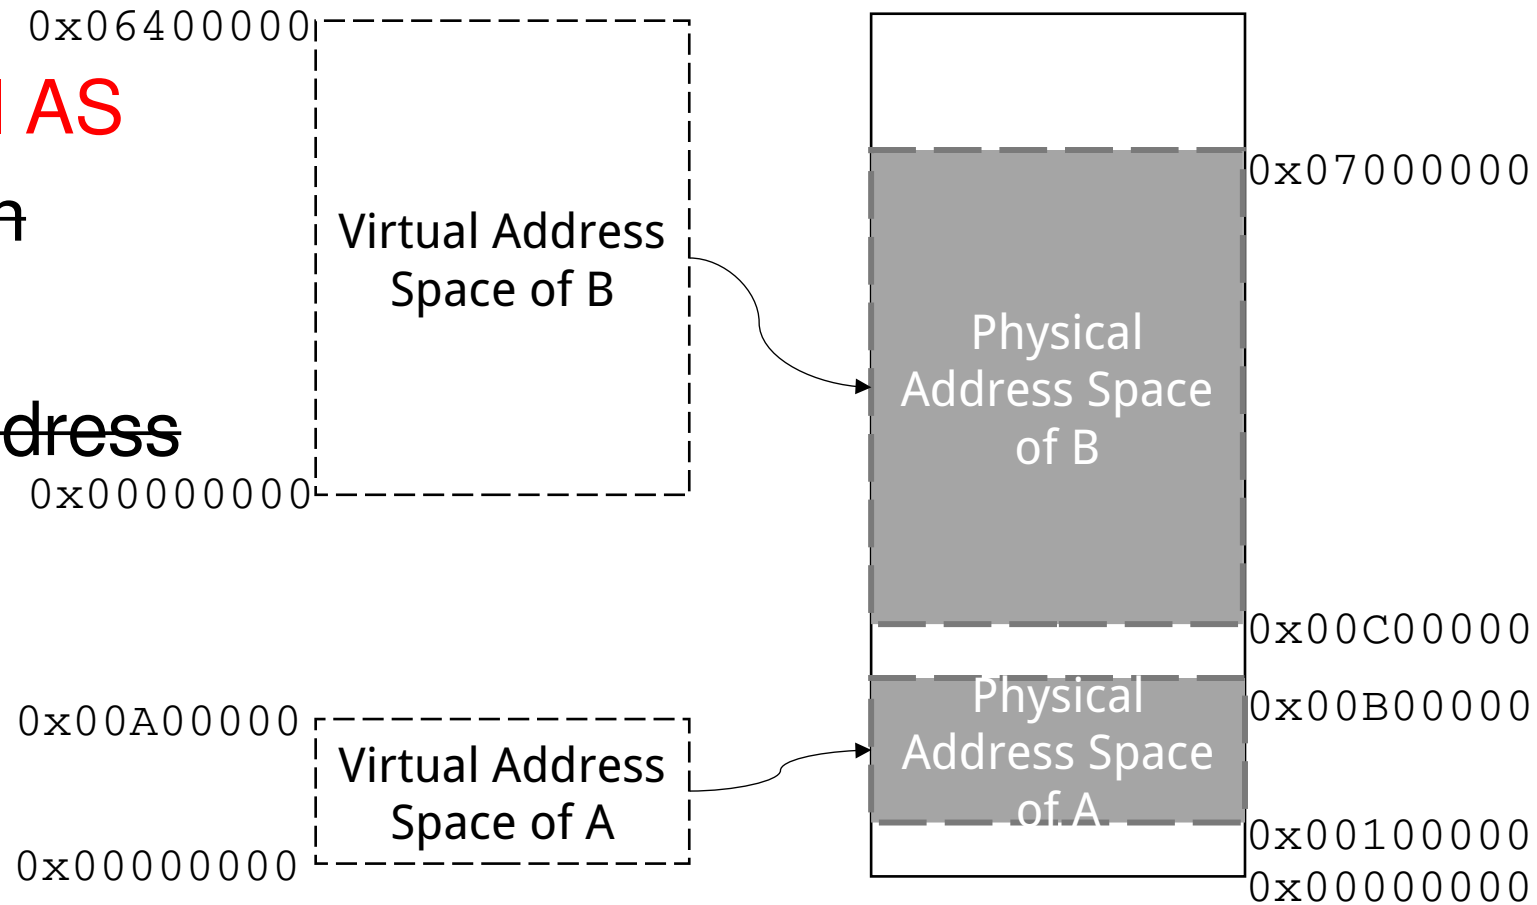 0x06400000
AS
0x07000000
Virtual Address
Space of B
Physical
Address Space
of B
dress
0x00000000
0x00C00000
0x00A00000
Physical
Address Space
of A
0x00B00000
Virtual Address
Space of A
0x00100000
0x00000000
0x00000000